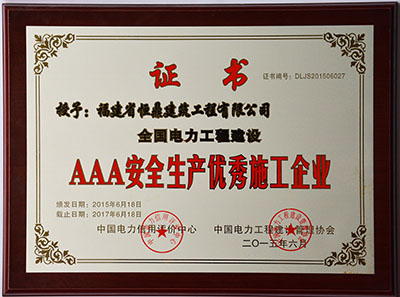 证书
证书编号：DLJS201506027
授予：福建省恒鼎建筑工程有限公司
全国电力工程建设
AAA安全生产优秀施工企业
颁发日期：2015年6月18日
截止日期：2017年6月18日
中国电力信用评价中心 中国电力工程建设管理协会
二〇一五年六月